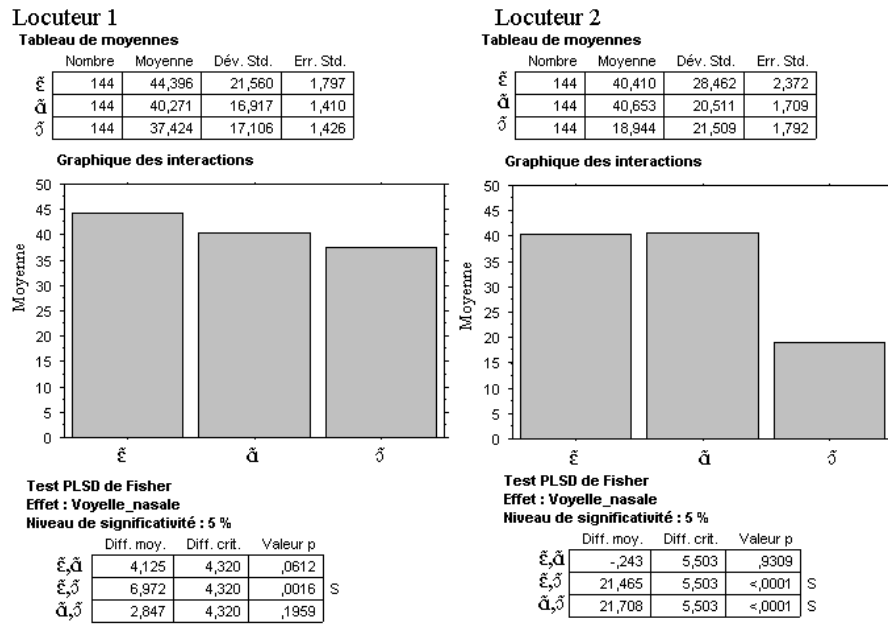 Locuteur 1
Tableau de moyennes
Nombre Moyenne Dév. Std. Err. Std.
ɛ̃ 144 44,396 21,560 1,797
ɑ̃ 144 40,271 16,917 1,410
ɔ̃ 144 37,424 17,106 1,426
Graphique des interactions
50
45
40
35
30
25
20
15
10
5
0
Moyenne
ɛ̃ ɑ̃ ɔ̃
Test PLSD de Fisher
Effet : Voyelle_nasale
Niveau de significativité : 5 %
Diff. moy. Diff. crit. Valeur p
ɛ̃,ɑ̃ 4,125 4,320 ,0612
ɛ̃,ɔ̃ 6,972 4,320 ,0016 S
ɑ̃,ɔ̃ 2,847 4,320 ,1959
Locuteur 2
Tableau de moyennes
Nombre Moyenne Dév. Std. Err. Std.
ɛ̃ 144 40,410 28,462 2,372
ɑ̃ 144 40,653 20,511 1,709
ɔ̃ 144 18,944 21,509 1,792
Graphique des interactions
50
45
40
35
30
25
20
15
10
5
0
Moyenne
ɛ̃ ɑ̃ ɔ̃
Test PLSD de Fisher
Effet : Voyelle_nasale
Niveau de significativité : 5 %
Diff. moy. Diff. crit. Valeur p
ɛ̃,ɑ̃ -,243 5,503 ,9309
ɛ̃,ɔ̃ 21,465 5,503 <,0001 S
ɑ̃,ɔ̃ 21,708 5,503 <,0001 S